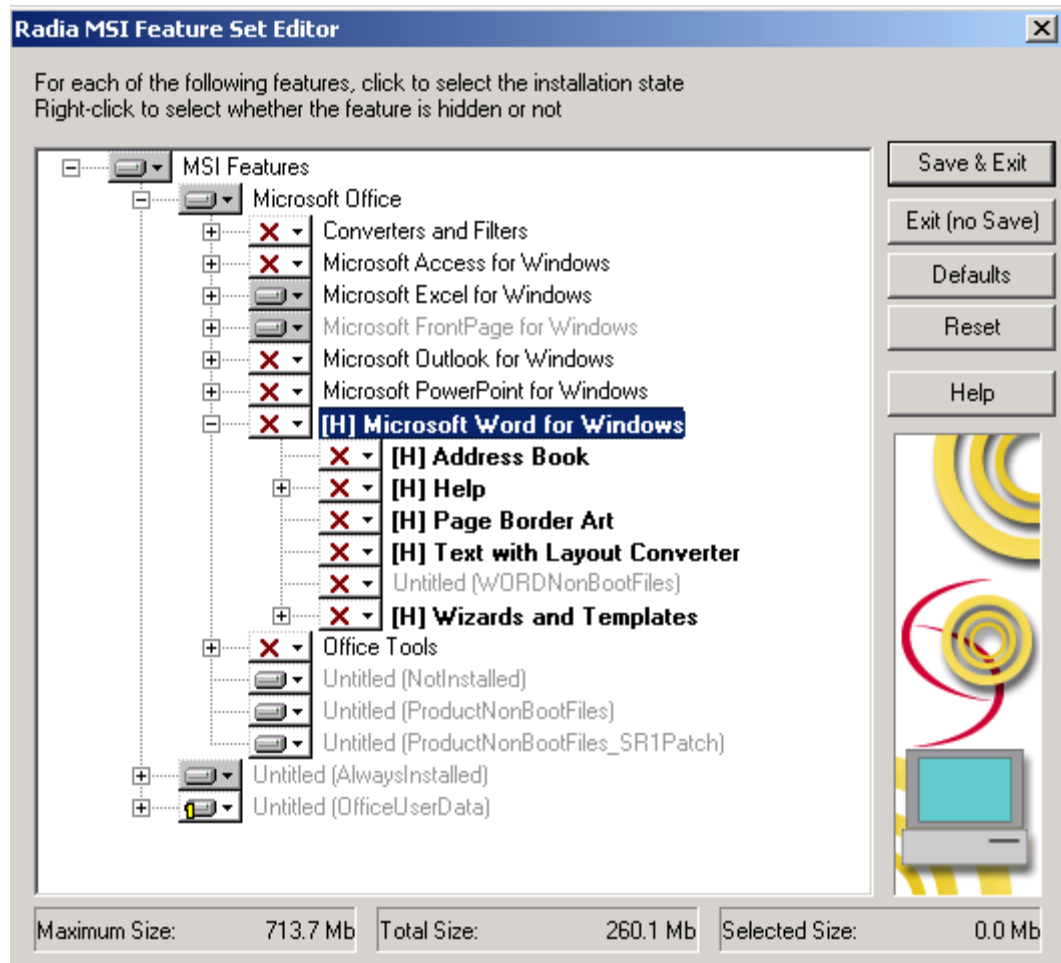 Radia MSI Feature Set Editor
For each of the following features, click to select the installation state
Right-click to select whether the feature is hidden or not
MSI Features
Microsoft Office
Converters and Filters
Microsoft Access for Windows
Microsoft Excel for Windows
Microsoft FrontPage for Windows
Microsoft Outlook for Windows
Microsoft PowerPoint for Windows
[H] Microsoft Word for Windows
[H] Address Book
[H] Help
[H] Page Border Art
[H] Text with Layout Converter
Untitled (WORDNonBootFiles)
[H] Wizards and Templates
Office Tools
Untitled (NotInstalled)
Untitled (ProductNonBootFiles)
Untitled (ProductNonBootFiles_SR1Patch)
Untitled (AlwaysInstalled)
Untitled (OfficeUserData)
Save & Exit
Exit (no Save)
Defaults
Reset
Help
Maximum Size: 713.7 Mb Total Size: 260.1 Mb Selected Size: 0.0 Mb